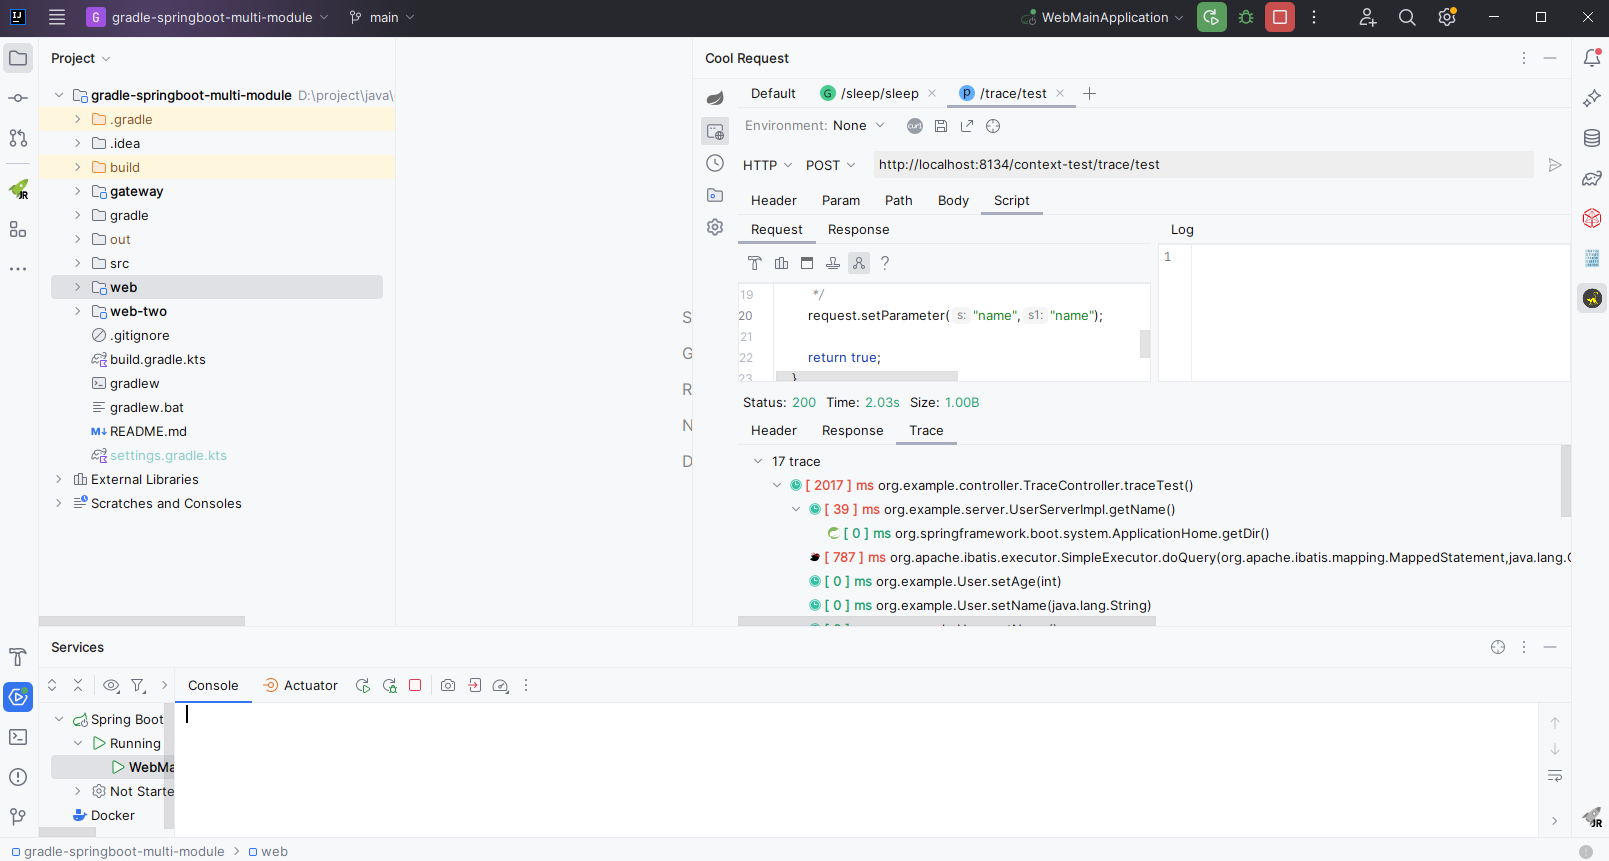 gradle-springboot-multi-module
main
WebMainApplication
Project
gradle-springboot-multi-module D:\project\java\
.gradle
.idea
build
gateway
gradle
out
src
web
web-two
.gitignore
build.gradle.kts
gradlew
gradlew.bat
README.md
settings.gradle.kts
External Libraries
Scratches and Consoles
S
G
R
N
D
Cool Request
Default /sleep/sleep /trace/test
Environment: None
HTTP POST http://localhost:8134/context-test/trace/test
Header Param Path Body Script
Request Response
Log
1
19 */
20 request.setParameter( s: "name", s1: "name");
21
22 return true;
23 }
Status: 200 Time: 2.03s Size: 1.00B
Header Response Trace
17 trace
[ 2017 ] ms org.example.controller.TraceController.traceTest()
[ 39 ] ms org.example.server.UserServerImpl.getName()
[ 0 ] ms org.springframework.boot.system.ApplicationHome.getDir()
[ 787 ] ms org.apache.ibatis.executor.SimpleExecutor.doQuery(org.apache.ibatis.mapping.MappedStatement,java.lang.
[ 0 ] ms org.example.User.setAge(int)
[ 0 ] ms org.example.User.setName(java.lang.String)
Services
Console Actuator
Spring Boot
Running
WebMa
Not Starte
Docker
gradle-springboot-multi-module > web